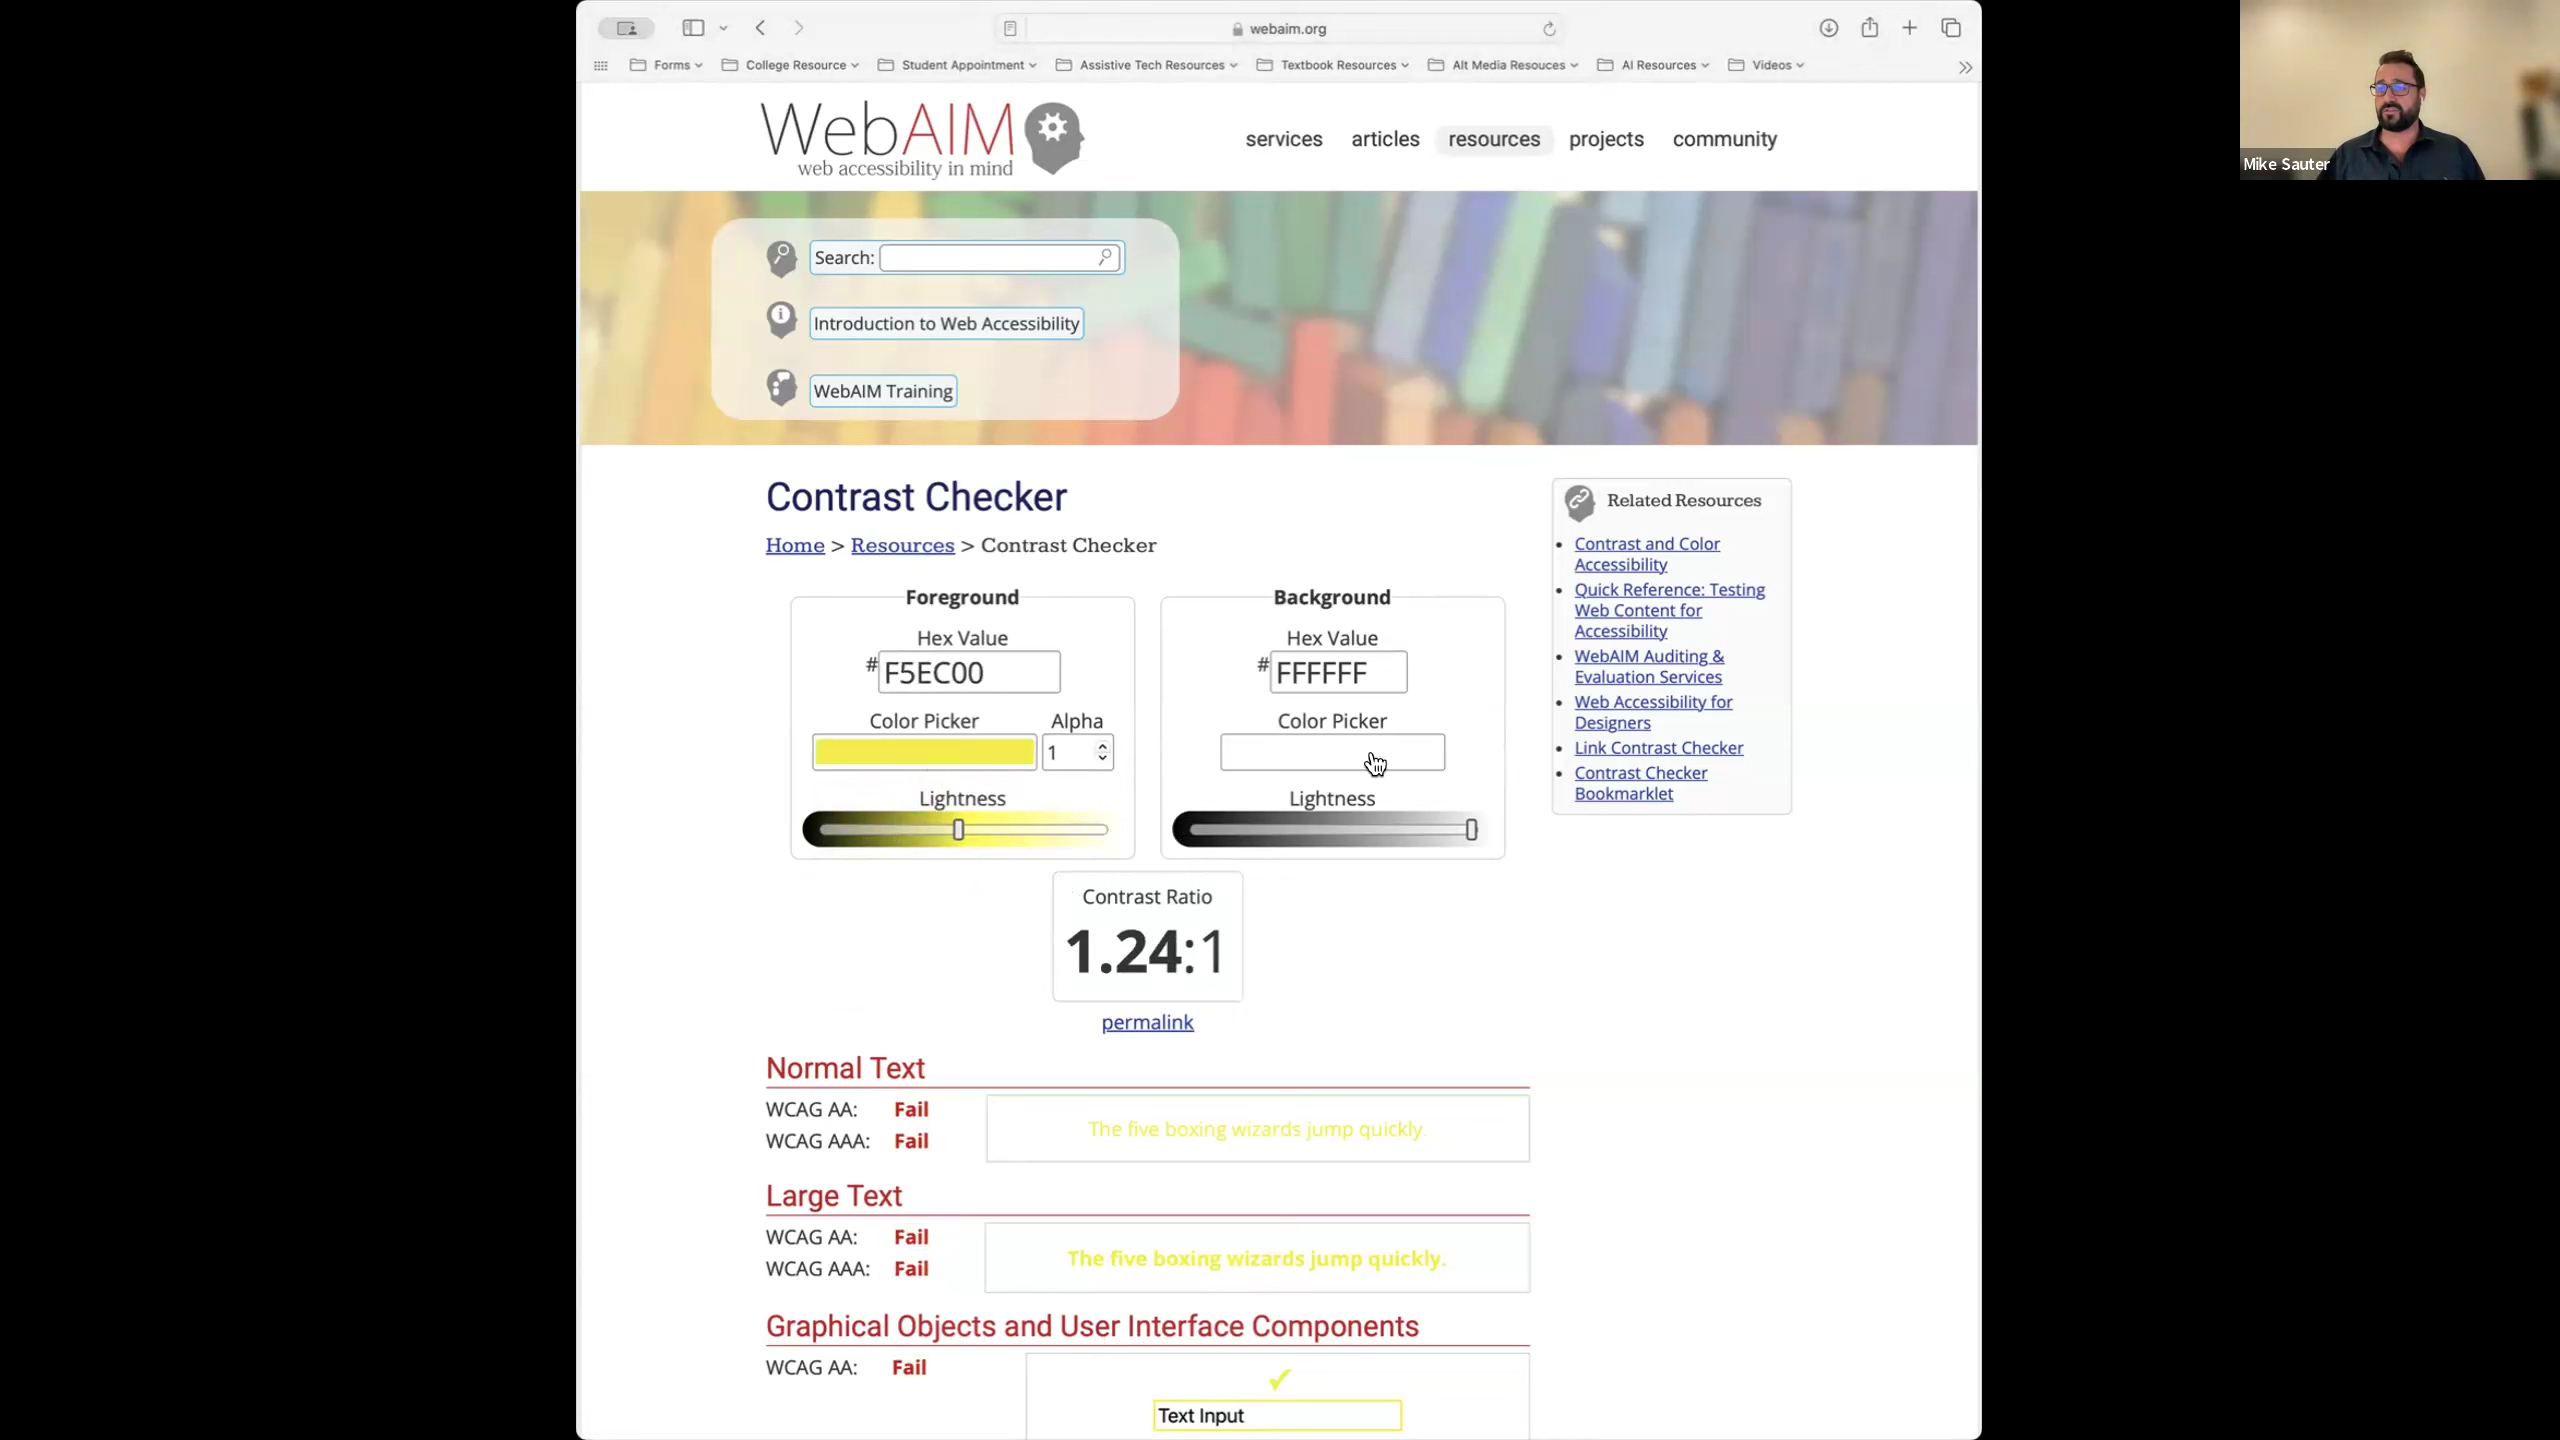 webaim.org
Forms
College Resource
Student Appointment
Assistive Tech Resources
Textbook Resources
Alt Media Resouces
AI Resources
Videos
WebAIM
web accessibility in mind
services
articles
resources
projects
community
Mike Sauter
Search:
Introduction to Web Accessibility
WebAIM Training
Contrast Checker
Home > Resources > Contrast Checker
Foreground
Hex Value
# F5EC00
Color Picker
Alpha
1
Lightness
Background
Hex Value
# FFFFFF
Color Picker
Lightness
Contrast Ratio
1.24:1
permalink
Related Resources
Contrast and Color
Accessibility
Quick Reference: Testing
Web Content for
Accessibility
WebAIM Auditing &
Evaluation Services
Web Accessibility for
Designers
Link Contrast Checker
Contrast Checker
Bookmarklet
Normal Text
WCAG AA: Fail
WCAG AAA: Fail
The five boxing wizards jump quickly.
Large Text
WCAG AA: Fail
WCAG AAA: Fail
The five boxing wizards jump quickly.
Graphical Objects and User Interface Components
WCAG AA: Fail
✓
Text Input